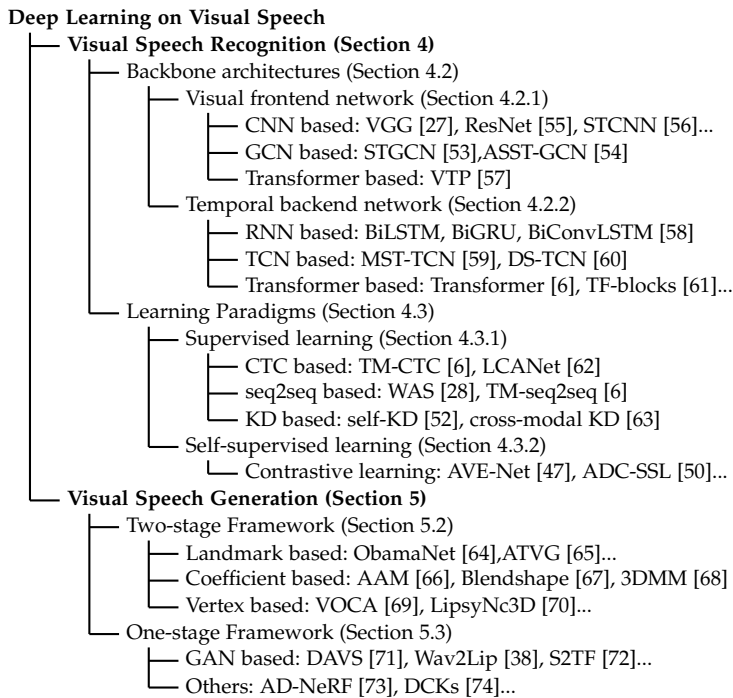 Deep Learning on Visual Speech
Visual Speech Recognition (Section 4)
Backbone architectures (Section 4.2)
Visual frontend network (Section 4.2.1)
CNN based: VGG [27], ResNet [55], STCNN [56]...
GCN based: STGCN [53],ASST-GCN [54]
Transformer based: VTP [57]
Temporal backend network (Section 4.2.2)
RNN based: BiLSTM, BiGRU, BiConvLSTM [58]
TCN based: MST-TCN [59], DS-TCN [60]
Transformer based: Transformer [6], TF-blocks [61]...
Learning Paradigms (Section 4.3)
Supervised learning (Section 4.3.1)
CTC based: TM-CTC [6], LCANet [62]
seq2seq based: WAS [28], TM-seq2seq [6]
KD based: self-KD [52], cross-modal KD [63]
Self-supervised learning (Section 4.3.2)
Contrastive learning: AVE-Net [47], ADC-SSL [50]...
Visual Speech Generation (Section 5)
Two-stage Framework (Section 5.2)
Landmark based: ObamaNet [64],ATVG [65]...
Coefficient based: AAM [66], Blendshape [67], 3DMM [68]
Vertex based: VOCA [69], LipsyNc3D [70]...
One-stage Framework (Section 5.3)
GAN based: DAVS [71], Wav2Lip [38], S2TF [72]...
Others: AD-NeRF [73], DCKs [74]...